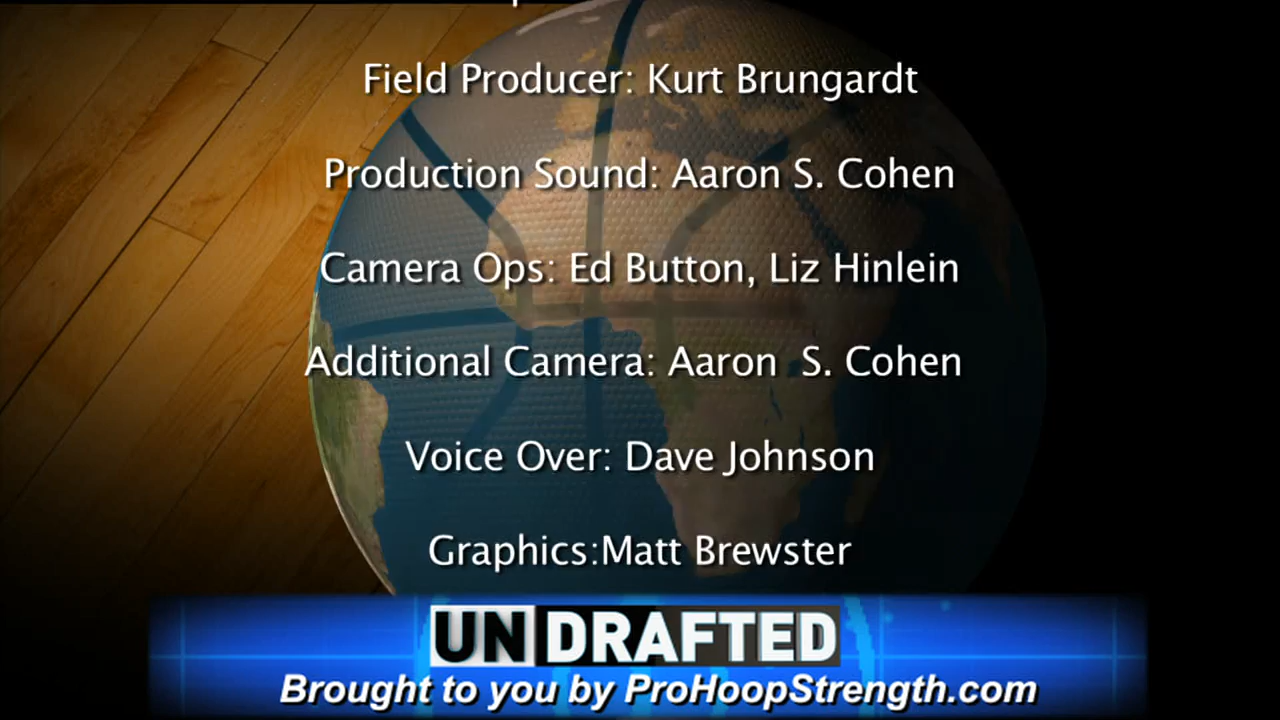 Field Producer: Kurt Brungardt
Production Sound: Aaron S. Cohen
Camera Ops: Ed Button, Liz Hinlein
Additional Camera: Aaron  S. Cohen
Voice Over: Dave Johnson
Graphics:Matt Brewster
UNDRAFTED
Brought to you by ProHoopStrength.com